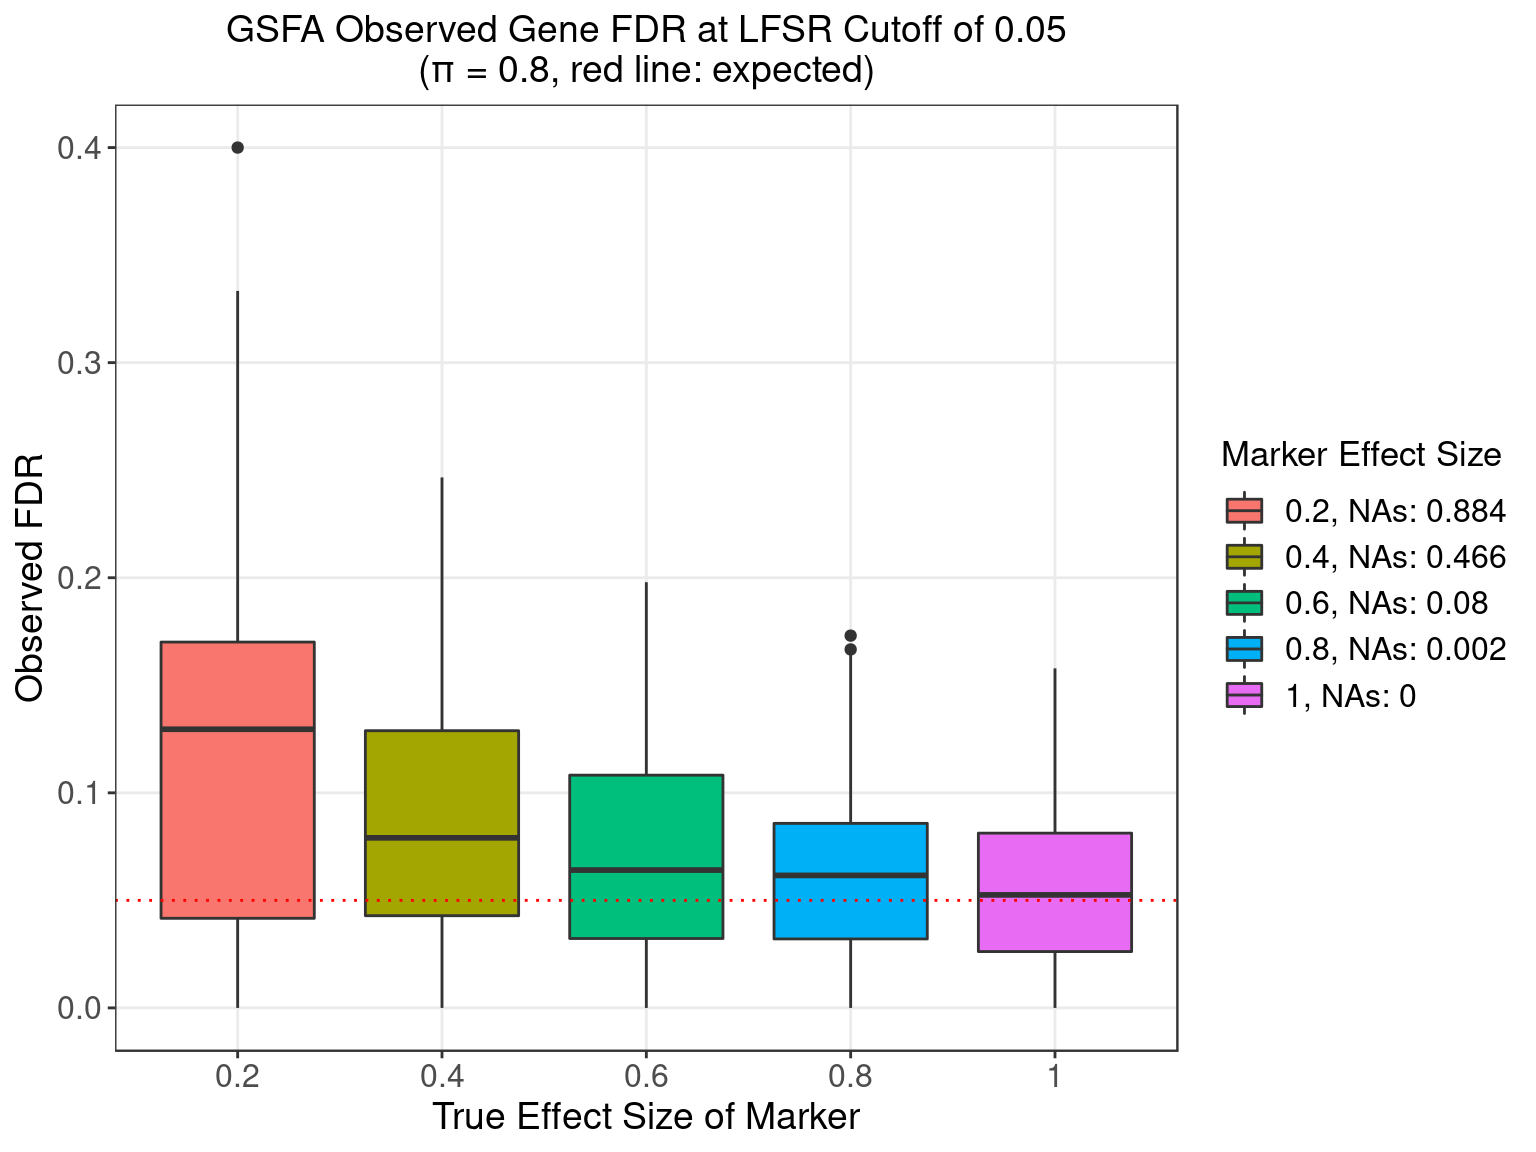 GSFA Observed Gene FDR at LFSR Cutoff of 0.05
(π = 0.8, red line: expected)
Observed FDR
0.4
0.3
0.2
0.1
0.0
0.2
0.4
0.6
0.8
1
True Effect Size of Marker
Marker Effect Size
0.2, NAs: 0.884
0.4, NAs: 0.466
0.6, NAs: 0.08
0.8, NAs: 0.002
1, NAs: 0